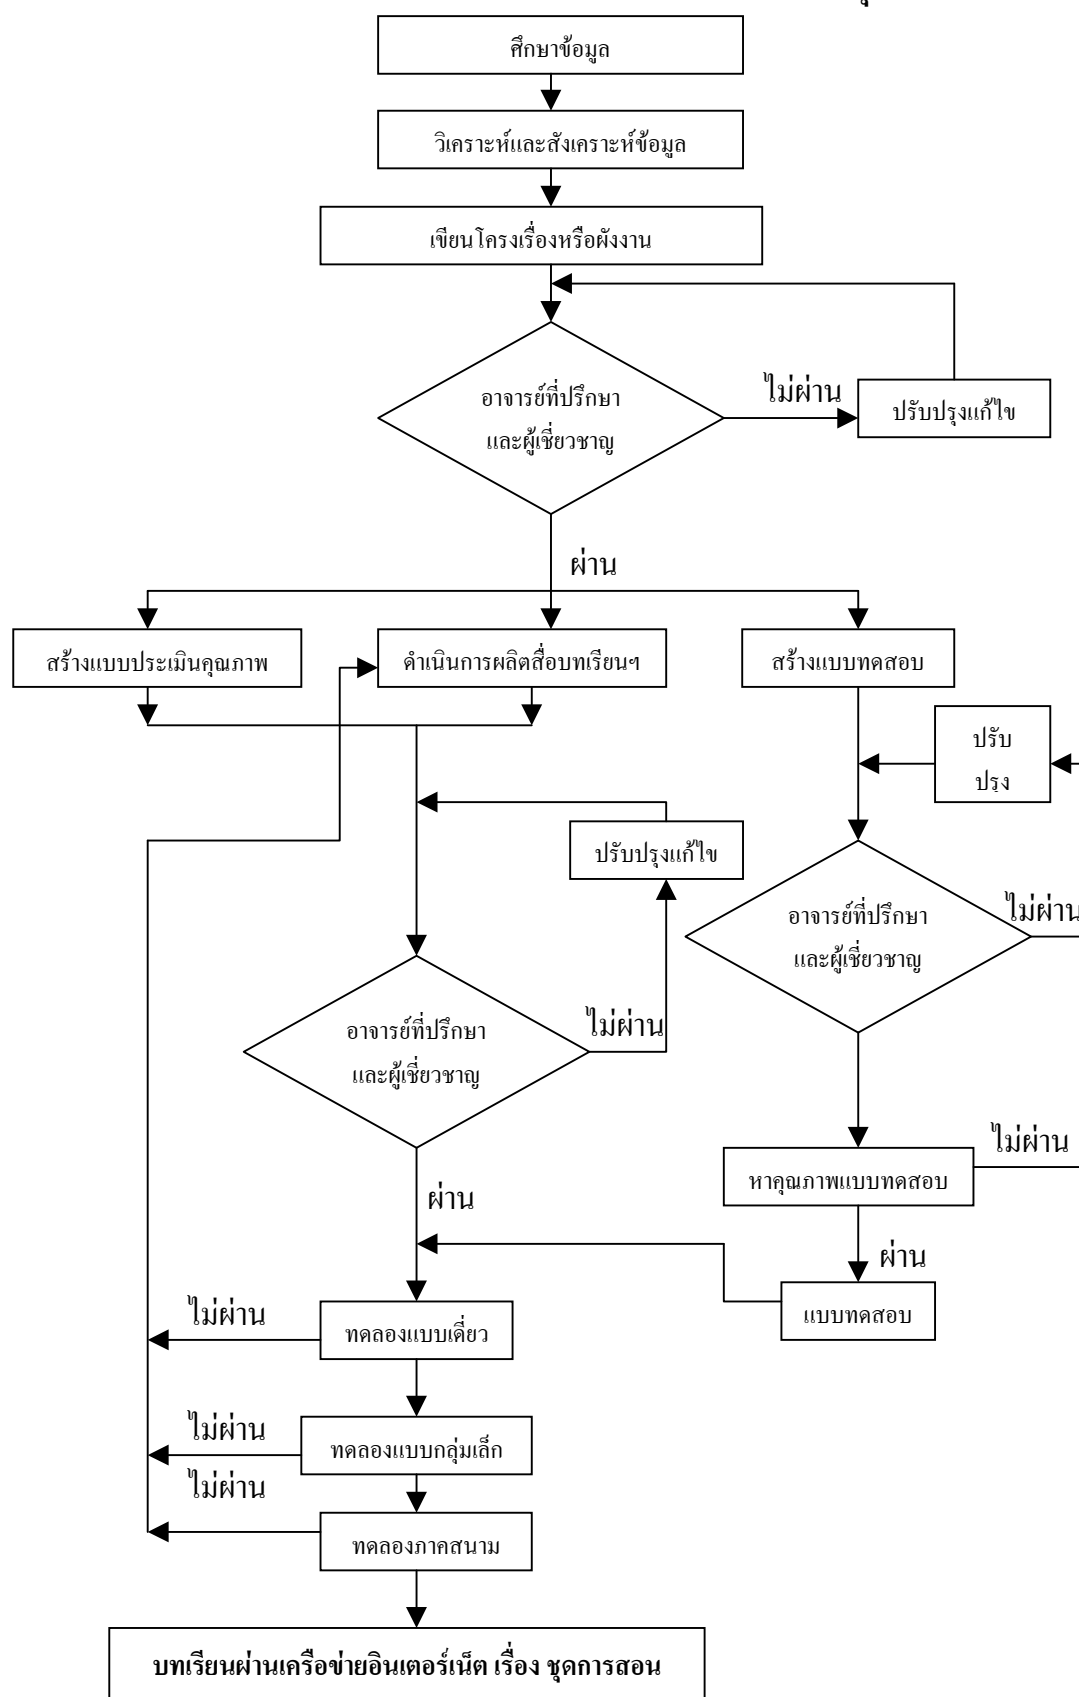 ศึกษาข้อมูล
วิเคราะห์และสังเคราะห์ข้อมูล
เขียนโครงเรื่องหรือผังงาน
อาจารย์ที่ปรึกษา
และผู้เชี่ยวชาญ
ไม่ผ่าน
ปรับปรุงแก้ไข
ผ่าน
สร้างแบบประเมินคุณภาพ
ดำเนินการผลิตสื่อบทเรียนฯ
สร้างแบบทดสอบ
ปรับ
ปรุง
ปรับปรุงแก้ไข
อาจารย์ที่ปรึกษา
และผู้เชี่ยวชาญ
ไม่ผ่าน
อาจารย์ที่ปรึกษา
และผู้เชี่ยวชาญ
ไม่ผ่าน
หาคุณภาพแบบทดสอบ
ไม่ผ่าน
ผ่าน
ผ่าน
แบบทดสอบ
ทดลองแบบเดี่ยว
ไม่ผ่าน
ทดลองแบบกลุ่มเล็ก
ไม่ผ่าน
ไม่ผ่าน
ทดลองภาคสนาม
บทเรียนผ่านเครือข่ายอินเตอร์เน็ต เรื่อง ชุดการสอน